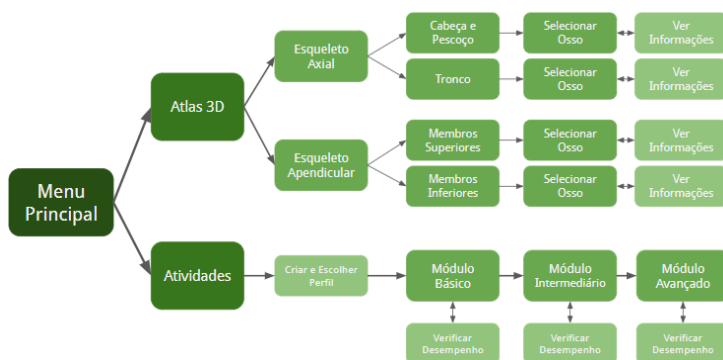 Cabeça e
Pescoço
Selecionar
Osso
Ver
Informações
Esqueleto
Axial
Tronco
Selecionar
Osso
Ver
Informações
Atlas 3D
Esqueleto
Apendicular
Membros
Superiores
Selecionar
Osso
Ver
Informações
Membros
Inferiores
Selecionar
Osso
Ver
Informações
Menu
Principal
Atividades
Criar e Escolher
Perfil
Módulo
Básico
Módulo
Intermediário
Módulo
Avançado
Verificar
Desempenho
Verificar
Desempenho
Verificar
Desempenho